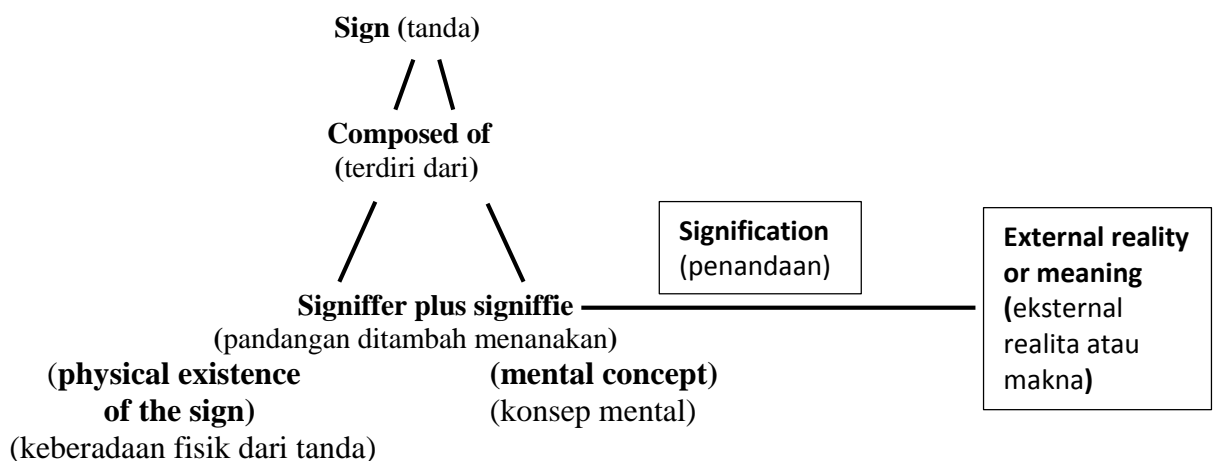 Sign (tanda)
Composed of
(terdiri dari)
Signification
(penandaan)
External reality
or meaning
(eksternal
realita atau
makna)
Signiffer plus signiffie
(pandangan ditambah menanakan)
(physical existence
of the sign)
(keberadaan fisik dari tanda)
(mental concept)
(konsep mental)